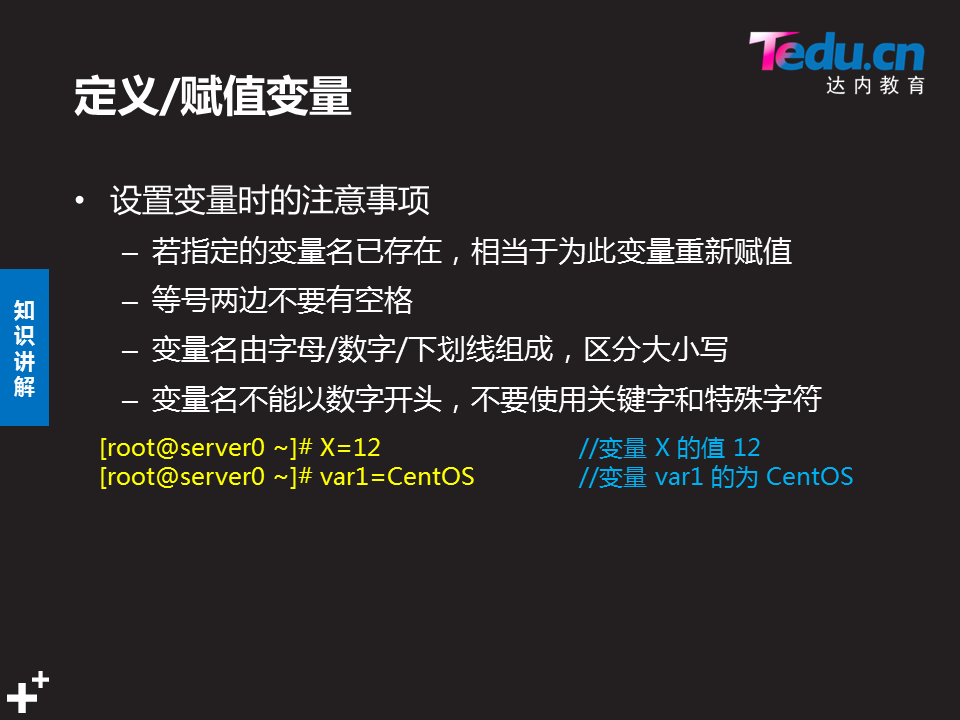 Tedu.cn
达内教育
定义/赋值变量
• 设置变量时的注意事项
– 若指定的变量名已存在，相当于为此变量重新赋值
– 等号两边不要有空格
– 变量名由字母/数字/下划线组成，区分大小写
– 变量名不能以数字开头，不要使用关键字和特殊字符
知识讲解
[root@server0 ~]# X=12 //变量 X 的值 12
[root@server0 ~]# var1=CentOS //变量 var1 的为 CentOS